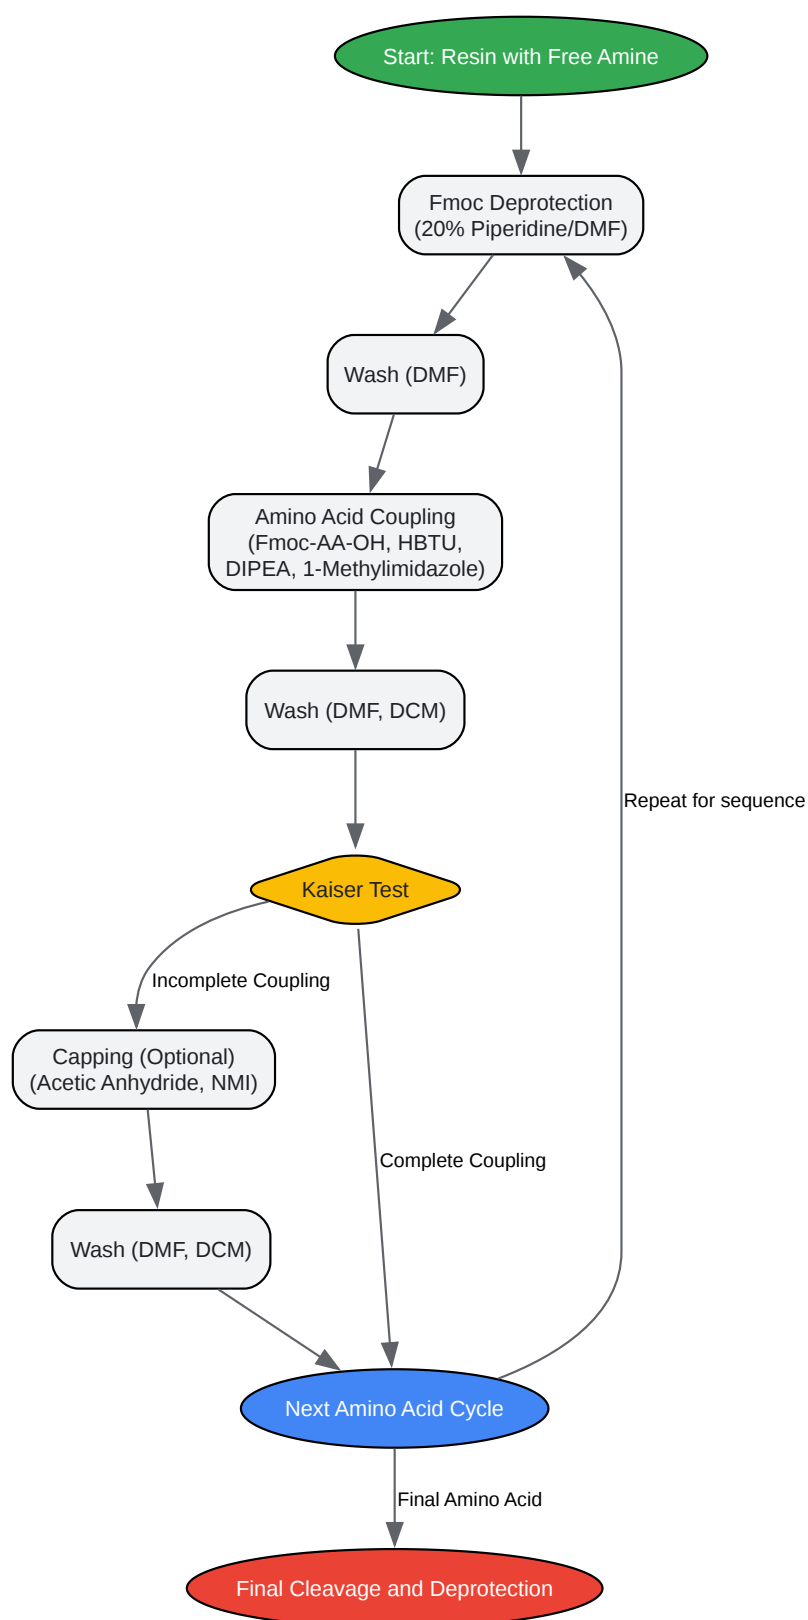 Start: Resin with Free Amine
Fmoc Deprotection
(20% Piperidine/DMF)
Wash (DMF)
Amino Acid Coupling
(Fmoc-AA-OH, HBTU,
DIPEA, 1-Methylimidazole)
Wash (DMF, DCM)
Repeat for sequence
Kaiser Test
Incomplete Coupling
Capping (Optional)
(Acetic Anhydride, NMI)
Complete Coupling
Wash (DMF, DCM)
Next Amino Acid Cycle
Final Amino Acid
Final Cleavage and Deprotection